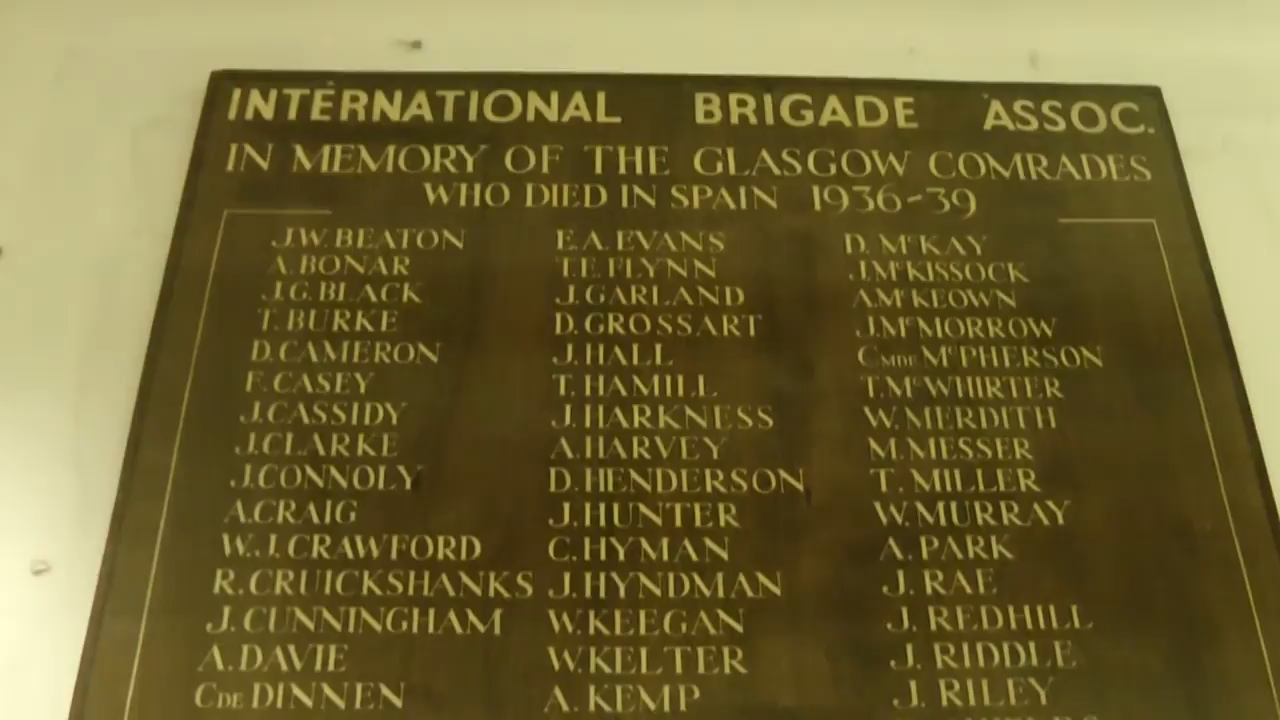 INTERNATIONAL BRIGADE ASSOC.
IN MEMORY OF THE GLASGOW COMRADES
WHO DIED IN SPAIN 1936-39
J.W. BEATON
A. BONAR
J.G. BLACK
T. BURKE
D. CAMERON
F. CASEY
J. CASSIDY
J. CLARKE
J. CONNOLY
A. CRAIG
W.J. CRAWFORD
R. CRUICKSHANKS
J. CUNNINGHAM
A. DAVIE
CDE DINNEN
E.A. EVANS
T.E. FLYNN
J. GARLAND
D. GROSSART
J. HALL
T. HAMILL
J. HARKNESS
A. HARVEY
D. HENDERSON
J. HUNTER
C. HYMAN
J. HYNDMAN
W. KEEGAN
W. KELTER
A. KEMP
D. McKAY
J. McKISSOCK
A. McKEOWN
J. McMORROW
CMDE McPHERSON
T. McWHIRTER
W. MERDITH
M. MESSER
T. MILLER
W. MURRAY
A. PARK
J. RAE
J. REDHILL
J. RIDDLE
J. RILEY